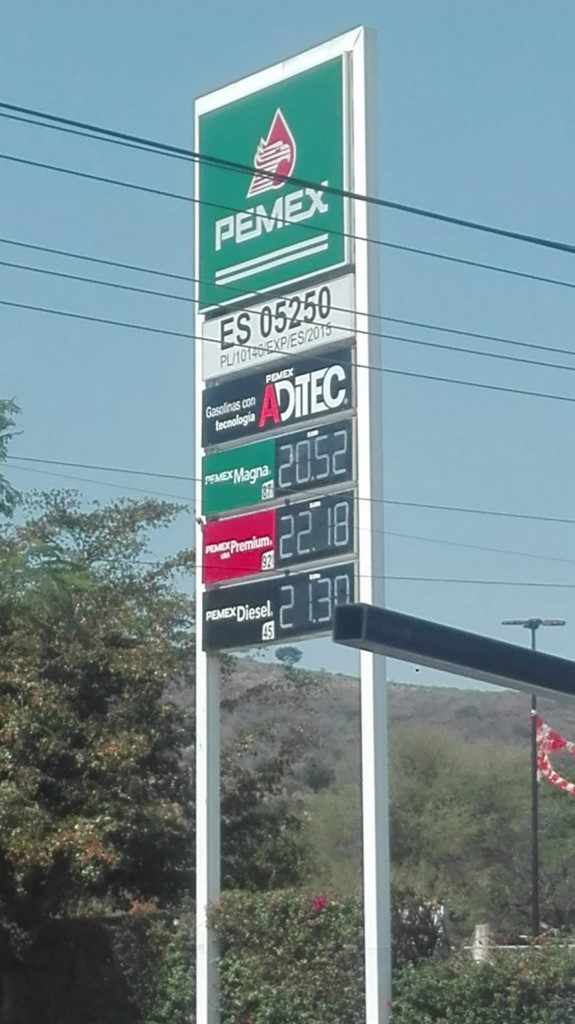 PEMEX
ES 05250
PL/10140/EXP/ES/2015
Gasolinas con tecnología
PEMEX ADITEC
PEMEX Magna 87 20.52
PEMEX Premium 92 22.18
PEMEX Diesel 45 21.30